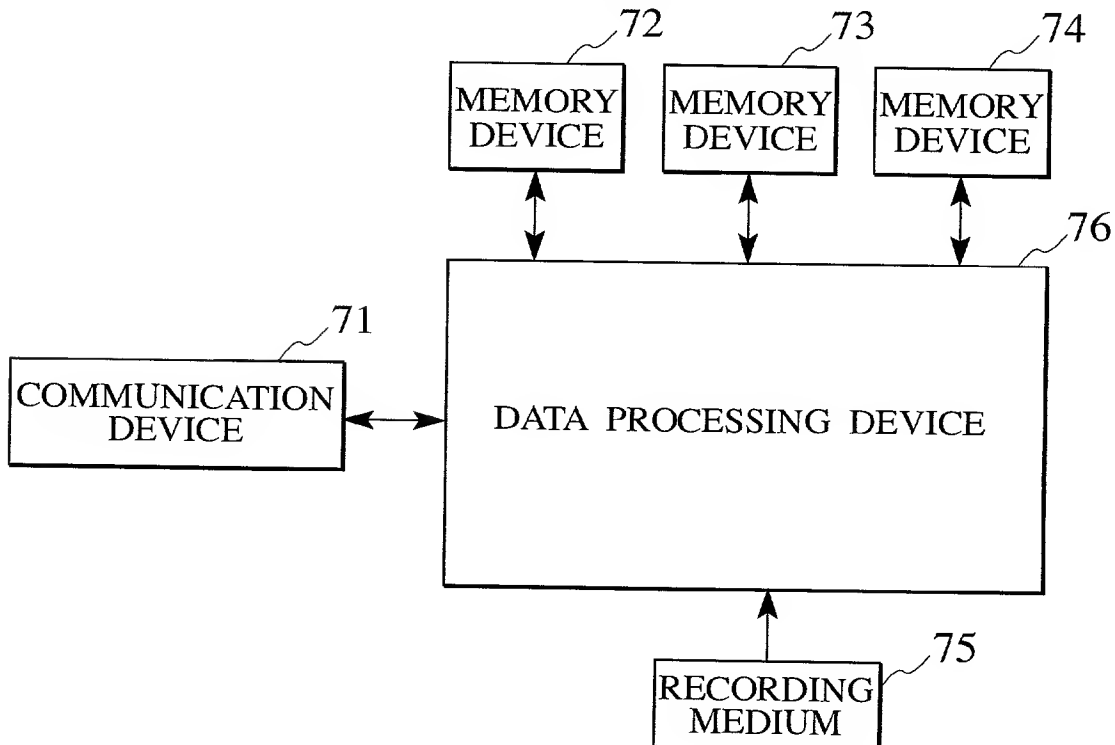 72
73
74
MEMORY
DEVICE
MEMORY
DEVICE
MEMORY
DEVICE
76
71
COMMUNICATION
DEVICE
DATA PROCESSING DEVICE
75
RECORDING
MEDIUM